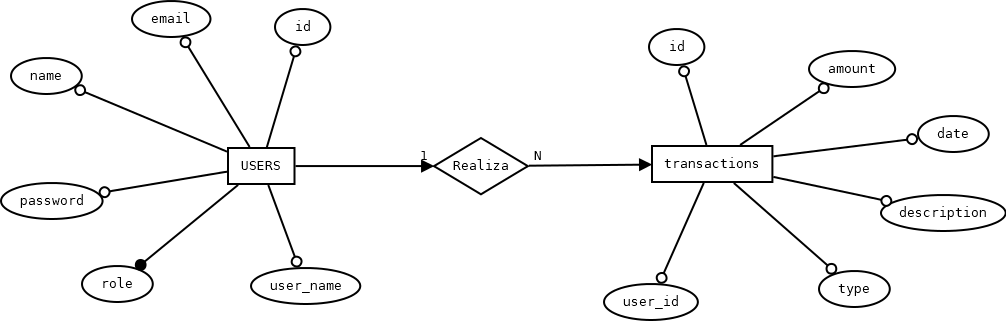 email
id
name
id
amount
date
USERS
1
Realiza
N
transactions
password
description
role
user_name
user_id
type